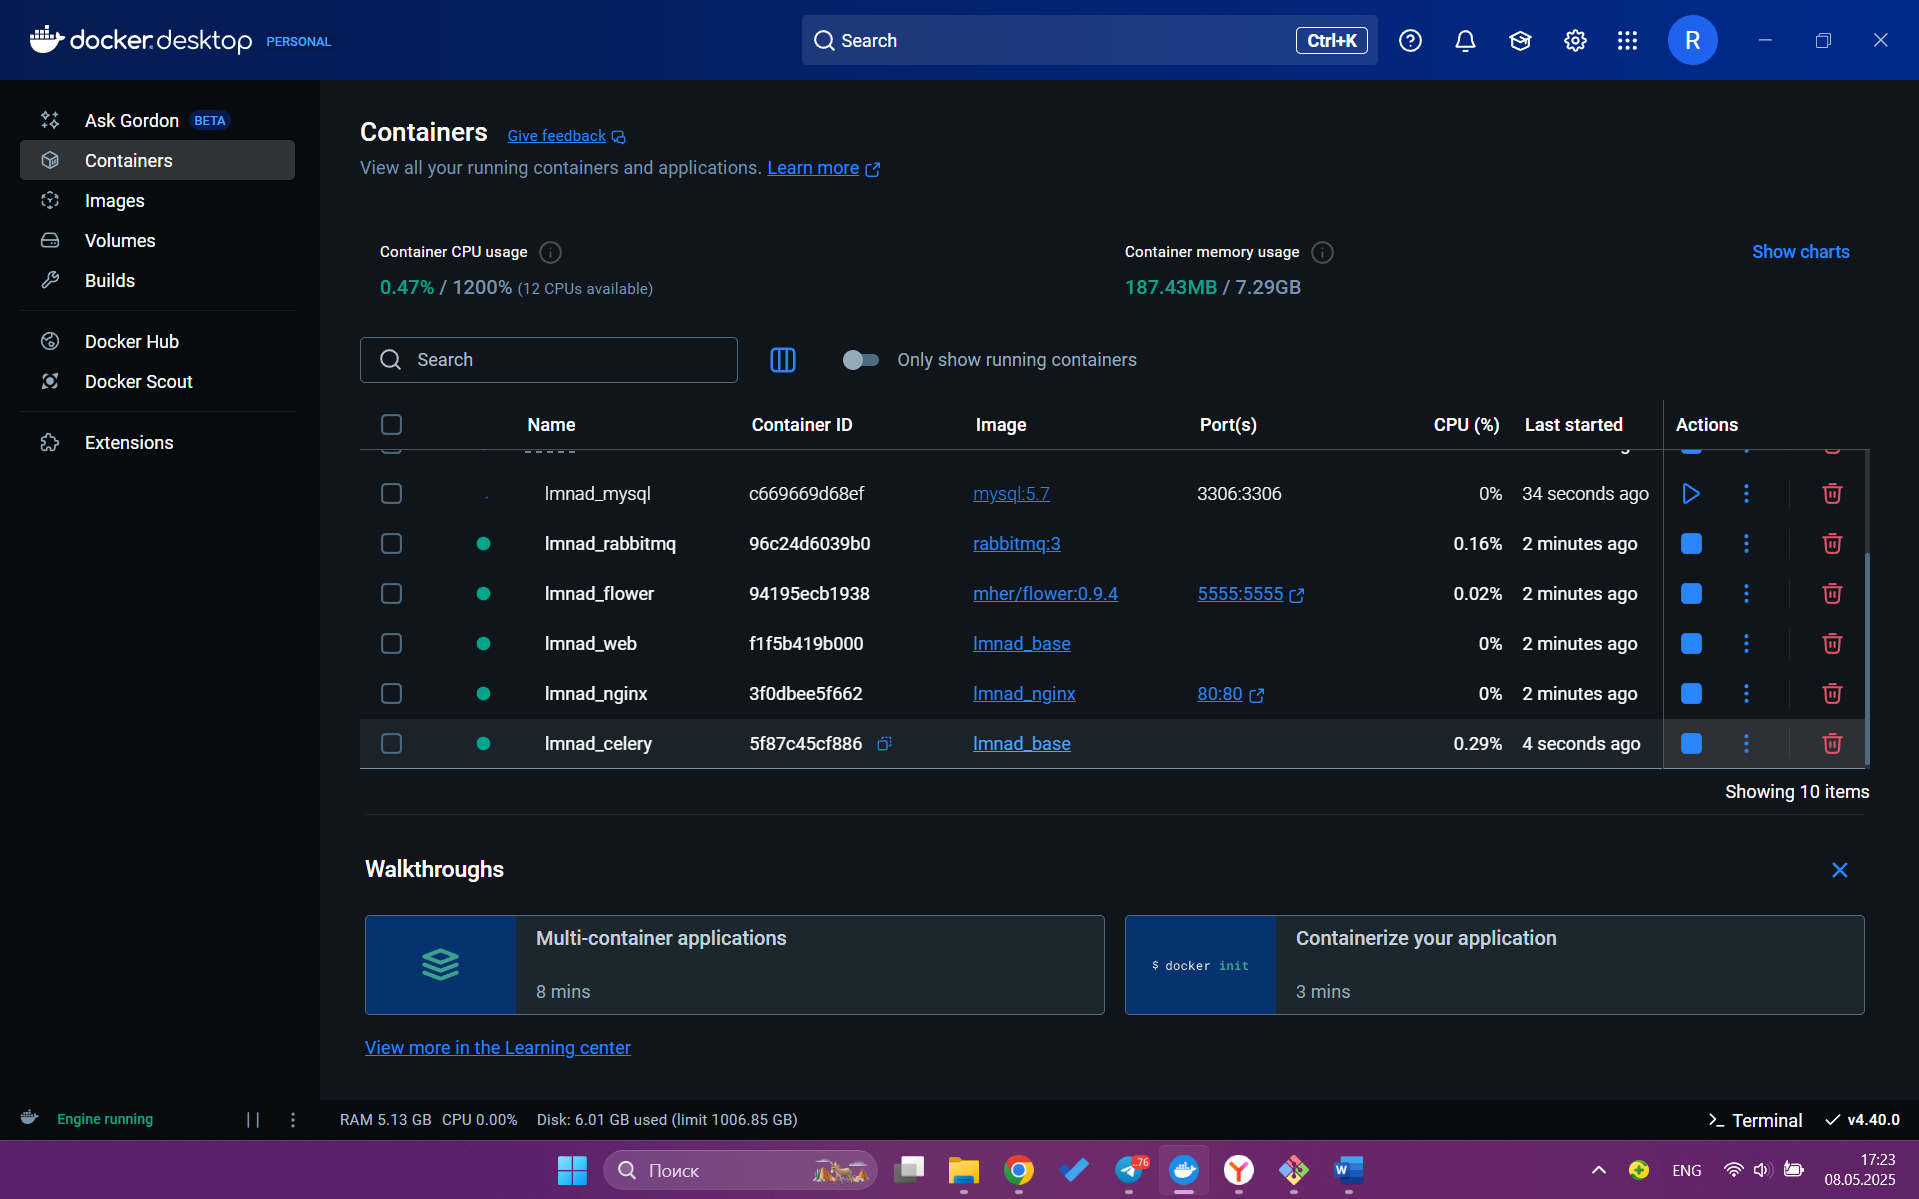 docker.desktop PERSONAL
Search Ctrl+K
R
Ask Gordon BETA
Containers
Images
Volumes
Builds
Docker Hub
Docker Scout
Extensions
Containers Give feedback
View all your running containers and applications. Learn more
Container CPU usage
0.47% / 1200% (12 CPUs available)
Container memory usage
187.43MB / 7.29GB
Show charts
Search
Only show running containers
Name Container ID Image Port(s) CPU (%) Last started Actions
lmnad_mysql c669669d68ef mysql:5.7 3306:3306 0% 34 seconds ago
lmnad_rabbitmq 96c24d6039b0 rabbitmq:3 0.16% 2 minutes ago
lmnad_flower 94195ecb1938 mher/flower:0.9.4 5555:5555 0.02% 2 minutes ago
lmnad_web f1f5b419b000 lmnad_base 0% 2 minutes ago
lmnad_nginx 3f0dbee5f662 lmnad_nginx 80:80 0% 2 minutes ago
lmnad_celery 5f87c45cf886 lmnad_base 0.29% 4 seconds ago
Showing 10 items
Walkthroughs
Multi-container applications
8 mins
$ docker init
Containerize your application
3 mins
View more in the Learning center
Engine running
RAM 5.13 GB CPU 0.00% Disk: 6.01 GB used (limit 1006.85 GB)
Terminal v4.40.0
Поиск
ENG
17:23
08.05.2025